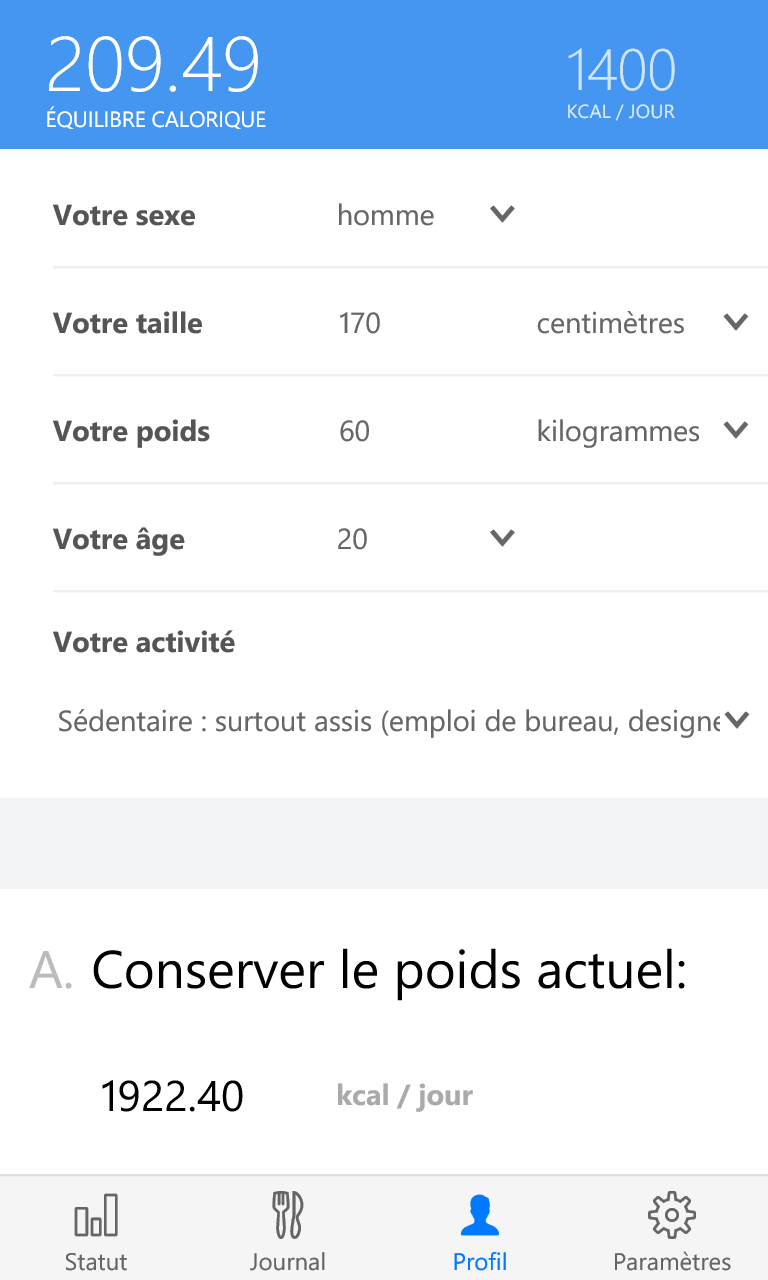 209.49
ÉQUILIBRE CALORIQUE
1400
KCAL / JOUR
Votre sexe homme
Votre taille 170 centimètres
Votre poids 60 kilogrammes
Votre âge 20
Votre activité
Sédentaire : surtout assis (emploi de bureau, designe
A. Conserver le poids actuel:
1922.40 kcal / jour
Statut Journal Profil Paramètres